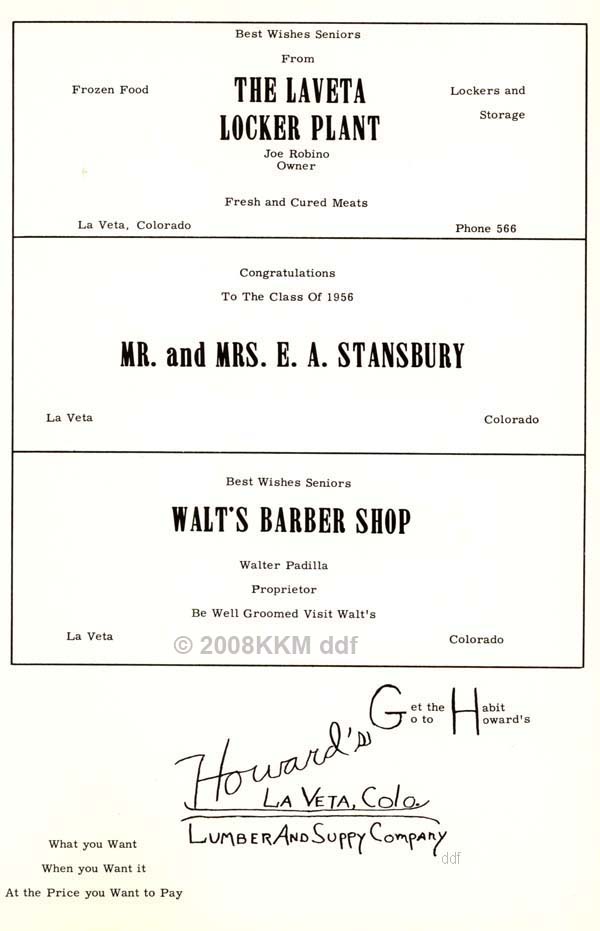 Best Wishes Seniors
From
Frozen Food
THE LAVETA
LOCKER PLANT
Lockers and
Storage
Joe Robino
Owner
Fresh and Cured Meats
La Veta, Colorado
Phone 566
Congratulations
To The Class Of 1956
MR. and MRS. E. A. STANSBURY
La Veta
Colorado
Best Wishes Seniors
WALT'S BARBER SHOP
Walter Padilla
Proprietor
Be Well Groomed Visit Walt's
La Veta
Colorado
© 2008KKM ddf
Get the Habit
Go to Howard's
Howard's
LA VETA, Colo.
LUMBER AND SUPPY COMPANY
ddf
What you Want
When you Want it
At the Price you Want to Pay